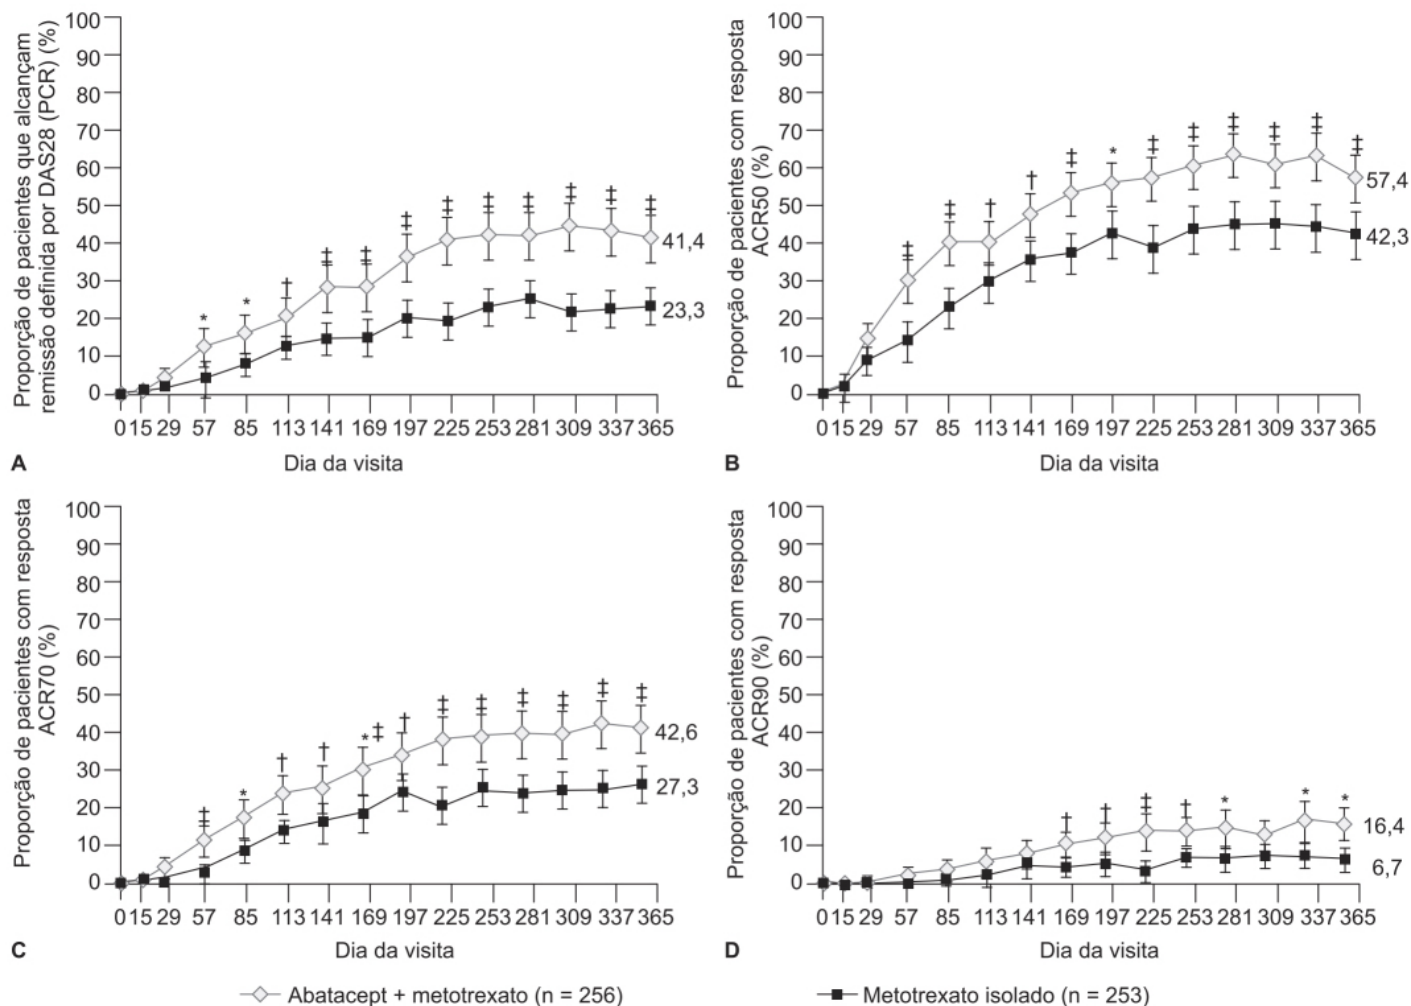 Proporção de pacientes que alcançam
remissão definida por DAS28 (PCR) (%)
100
90
80
70
60
50
40
30
20
10
0
* * † ‡ ‡ ‡ ‡ ‡ ‡ ‡ ‡ ‡
41,4
23,3
0 15 29 57 85 113 141 169 197 225 253 281 309 337 365
A
Dia da visita
Proporção de pacientes com resposta
ACR50 (%)
100
90
80
70
60
50
40
30
20
10
0
‡ ‡ † † ‡ * ‡ ‡ ‡ ‡ ‡ ‡
57,4
42,3
0 15 29 57 85 113 141 169 197 225 253 281 309 337 365
B
Dia da visita
Proporção de pacientes com resposta
ACR70 (%)
100
90
80
70
60
50
40
30
20
10
0
‡ * † † * ‡ † ‡ ‡ ‡ ‡ ‡ ‡
42,6
27,3
0 15 29 57 85 113 141 169 197 225 253 281 309 337 365
C
Dia da visita
Proporção de pacientes com resposta
ACR90 (%)
100
90
80
70
60
50
40
30
20
10
0
† † ‡ † * * *
16,4
6,7
0 15 29 57 85 113 141 169 197 225 253 281 309 337 365
D
Dia da visita
Abatacept + metotrexato (n = 256)
Metotrexato isolado (n = 253)